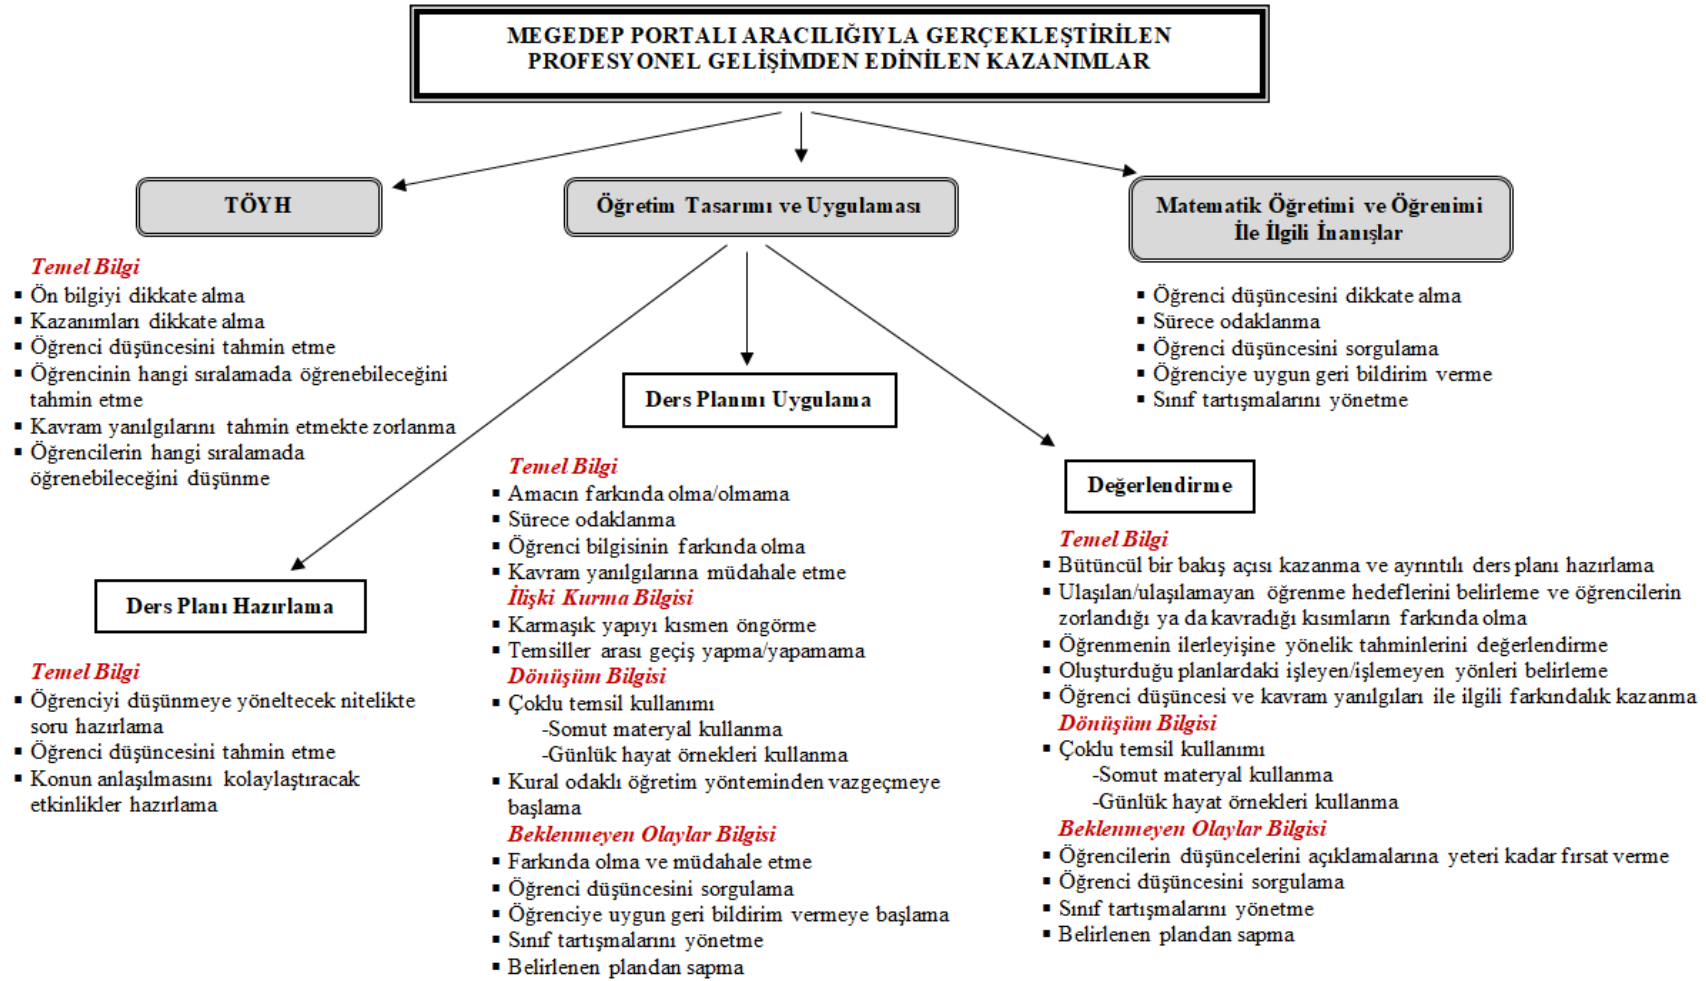 MEGEDEP PORTALI ARACILIĞIYLA GERÇEKLEŞTİRİLEN
PROFESYONEL GELİŞİMDEN EDİNİLEN KAZANIMLAR
TÖYH
Temel Bilgi
▪ Ön bilgiyi dikkate alma
▪ Kazanımları dikkate alma
▪ Öğrenci düşüncesini tahmin etme
▪ Öğrencinin hangi sıralamada öğrenebileceğini
tahmin etme
▪ Kavram yanılgılarını tahmin etmekte zorlanma
▪ Öğrencilerin hangi sıralamada
öğrenebileceğini düşünme
Öğretim Tasarımı ve Uygulaması
Ders Planı Hazırlama
Temel Bilgi
▪ Öğrenciyi düşünmeye yöneltecek nitelikte
soru hazırlama
▪ Öğrenci düşüncesini tahmin etme
▪ Konun anlaşılmasını kolaylaştıracak
etkinlikler hazırlama
Ders Planını Uygulama
Temel Bilgi
▪ Amacın farkında olma/olmama
▪ Sürece odaklanma
▪ Öğrenci bilgisinin farkında olma
▪ Kavram yanılgılarına müdahale etme
İlişki Kurma Bilgisi
▪ Karmaşık yapıyı kısmen öngörme
▪ Temsiller arası geçiş yapma/yapamama
Dönüşüm Bilgisi
▪ Çoklu temsil kullanımı
-Somut materyal kullanma
-Günlük hayat örnekleri kullanma
▪ Kural odaklı öğretim yönteminden vazgeçmeye
başlama
Beklenmeyen Olaylar Bilgisi
▪ Farkında olma ve müdahale etme
▪ Öğrenci düşüncesini sorgulama
▪ Öğrenciye uygun geri bildirim vermeye başlama
▪ Sınıf tartışmalarını yönetme
▪ Belirlenen plandan sapma
Değerlendirme
Temel Bilgi
▪ Bütüncül bir bakış açısı kazanma ve ayrıntılı ders planı hazırlama
▪ Ulaşılan/ulaşılamayan öğrenme hedeflerini belirleme ve öğrencilerin
zorlandığı ya da kavradığı kısımların farkında olma
▪ Öğrenmenin ilerleyişine yönelik tahminlerini değerlendirme
▪ Oluşturduğu planlardaki işleyen/işlemeyen yönleri belirleme
▪ Öğrenci düşüncesi ve kavram yanılgıları ile ilgili farkındalık kazanma
Dönüşüm Bilgisi
▪ Çoklu temsil kullanımı
-Somut materyal kullanma
-Günlük hayat örnekleri kullanma
Beklenmeyen Olaylar Bilgisi
▪ Öğrencilerin düşüncelerini açıklamalarına yeteri kadar fırsat verme
▪ Öğrenci düşüncesini sorgulama
▪ Sınıf tartışmalarını yönetme
▪ Belirlenen plandan sapma
Matematik Öğretimi ve Öğrenimi
İle İlgili İnanışlar
▪ Öğrenci düşüncesini dikkate alma
▪ Sürece odaklanma
▪ Öğrenci düşüncesini sorgulama
▪ Öğrenciye uygun geri bildirim verme
▪ Sınıf tartışmalarını yönetme